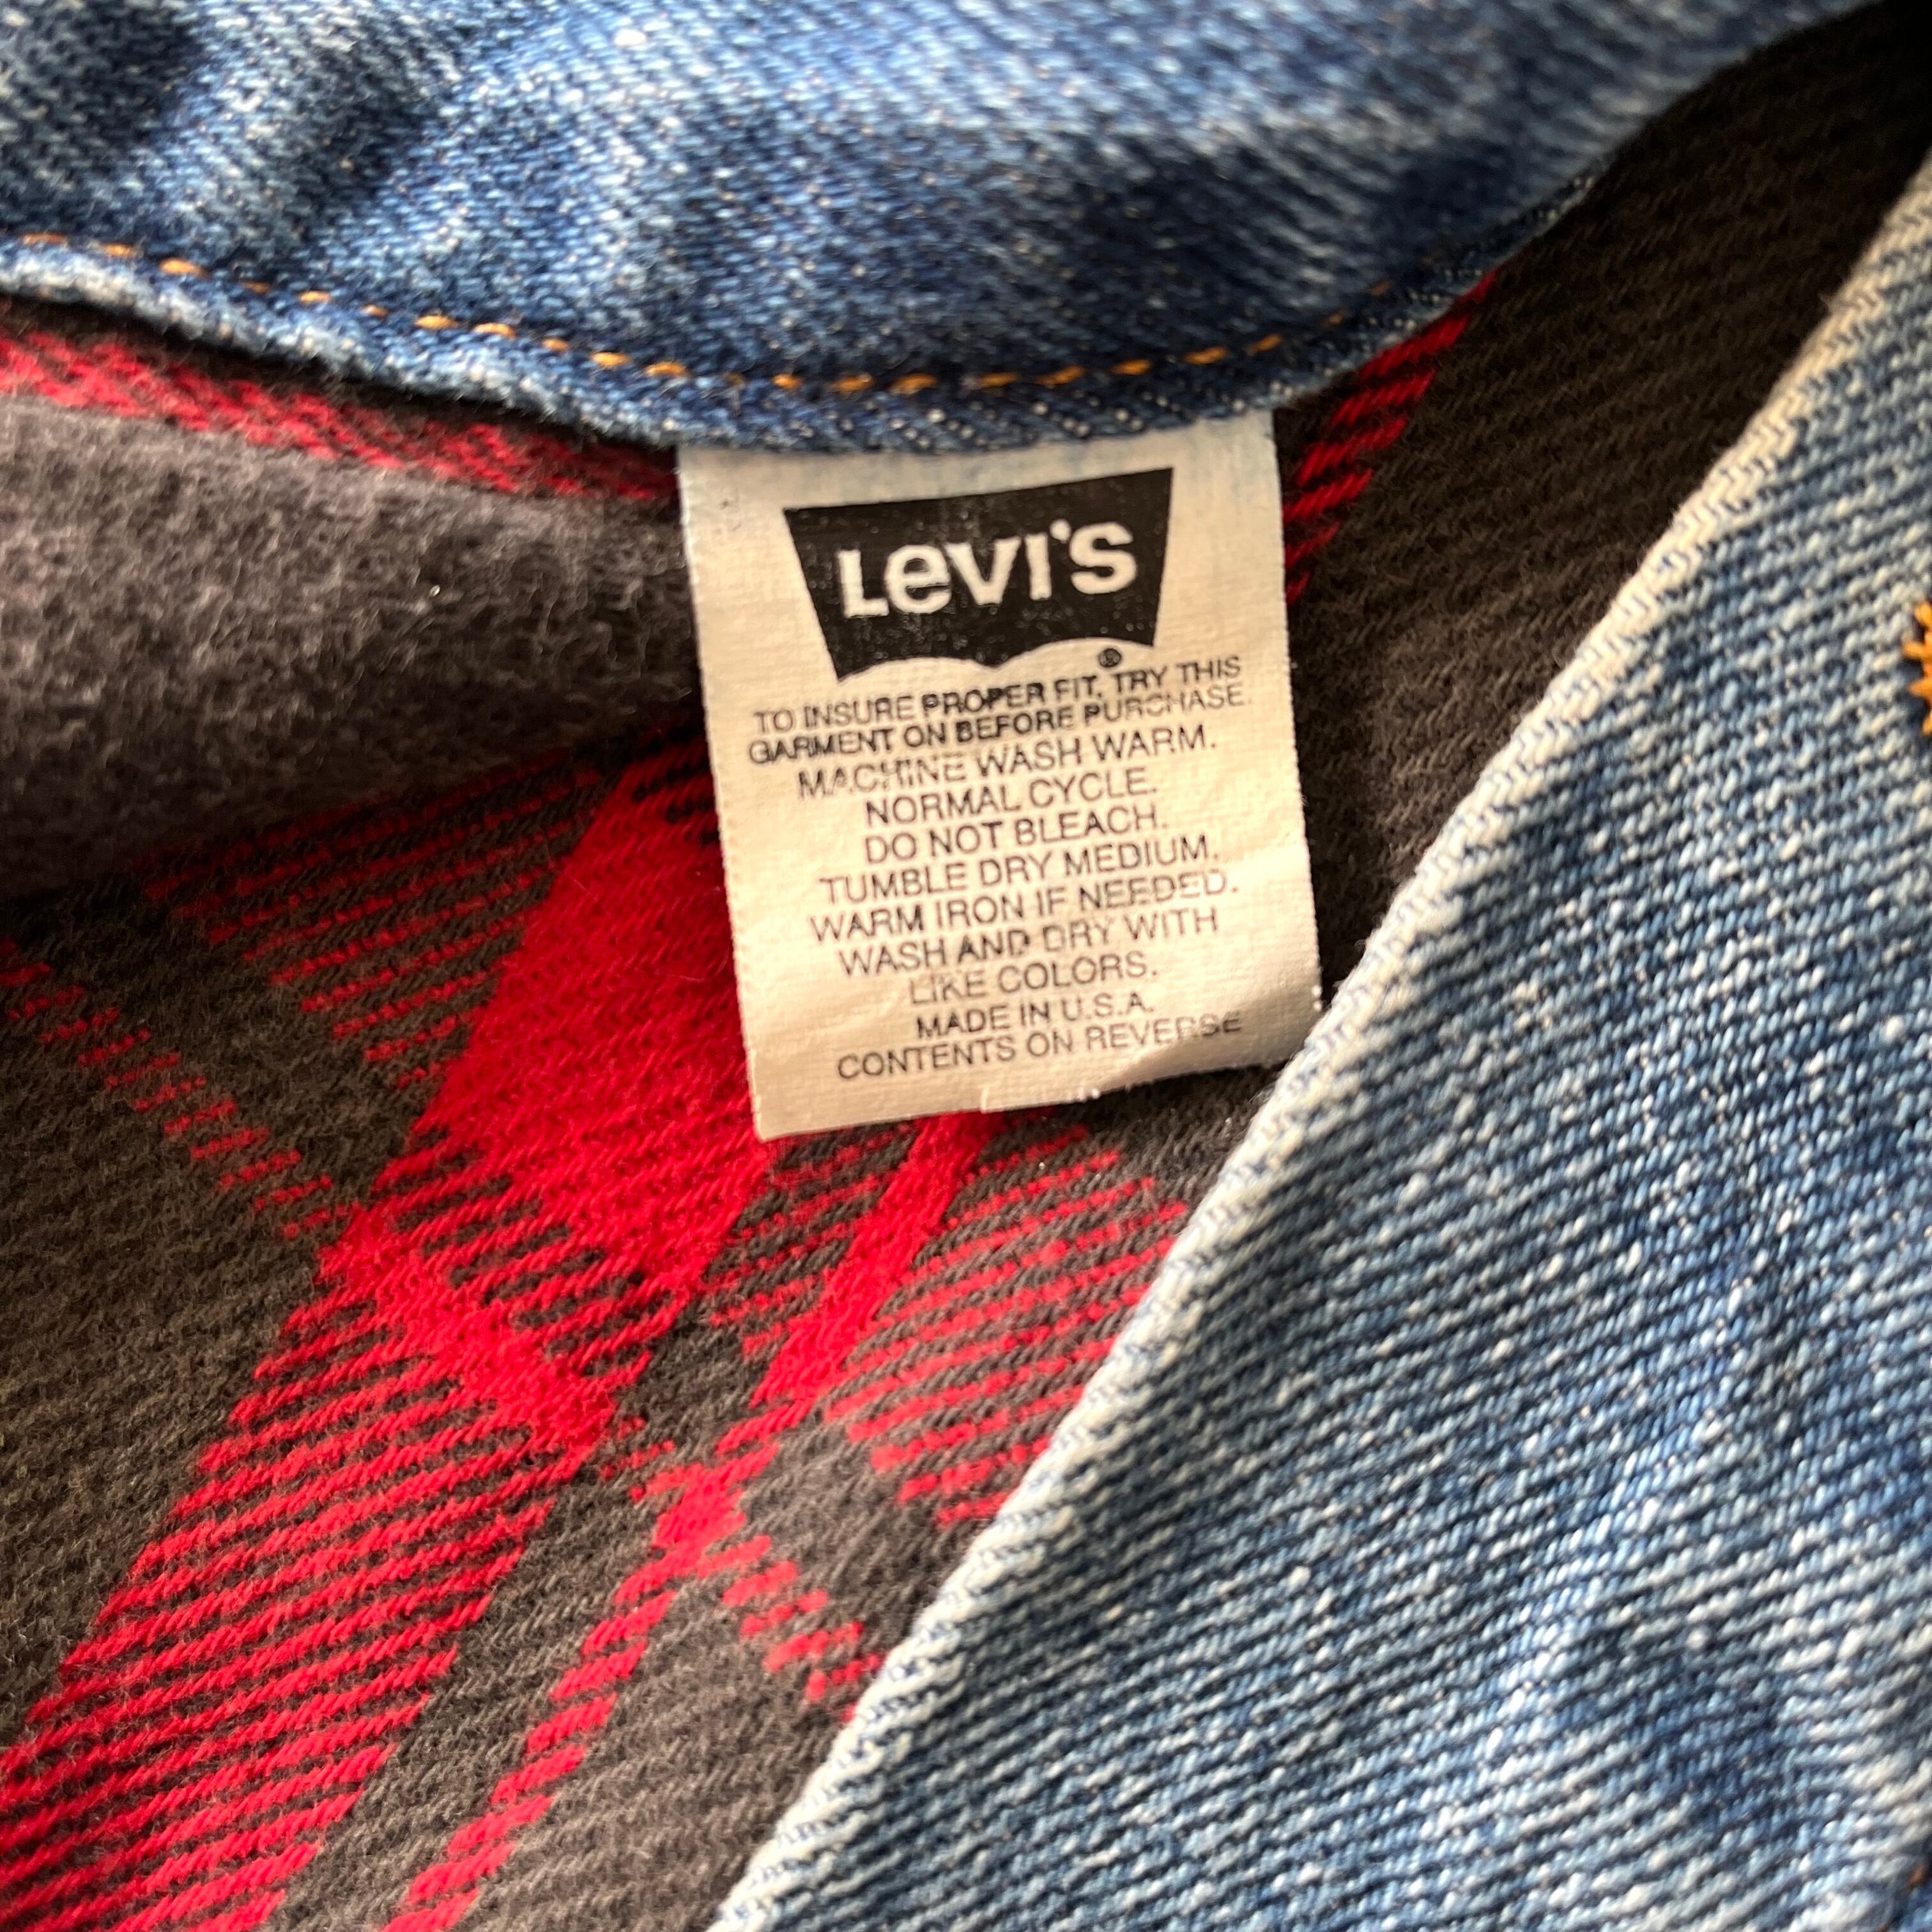 LEVI'S
®
TO INSURE PROPER FIT, TRY THIS
GARMENT ON BEFORE PURCHASE.
MACHINE WASH WARM.
NORMAL CYCLE.
DO NOT BLEACH.
TUMBLE DRY MEDIUM.
WARM IRON IF NEEDED.
WASH AND DRY WITH
LIKE COLORS.
MADE IN U.S.A.
CONTENTS ON REVERSE